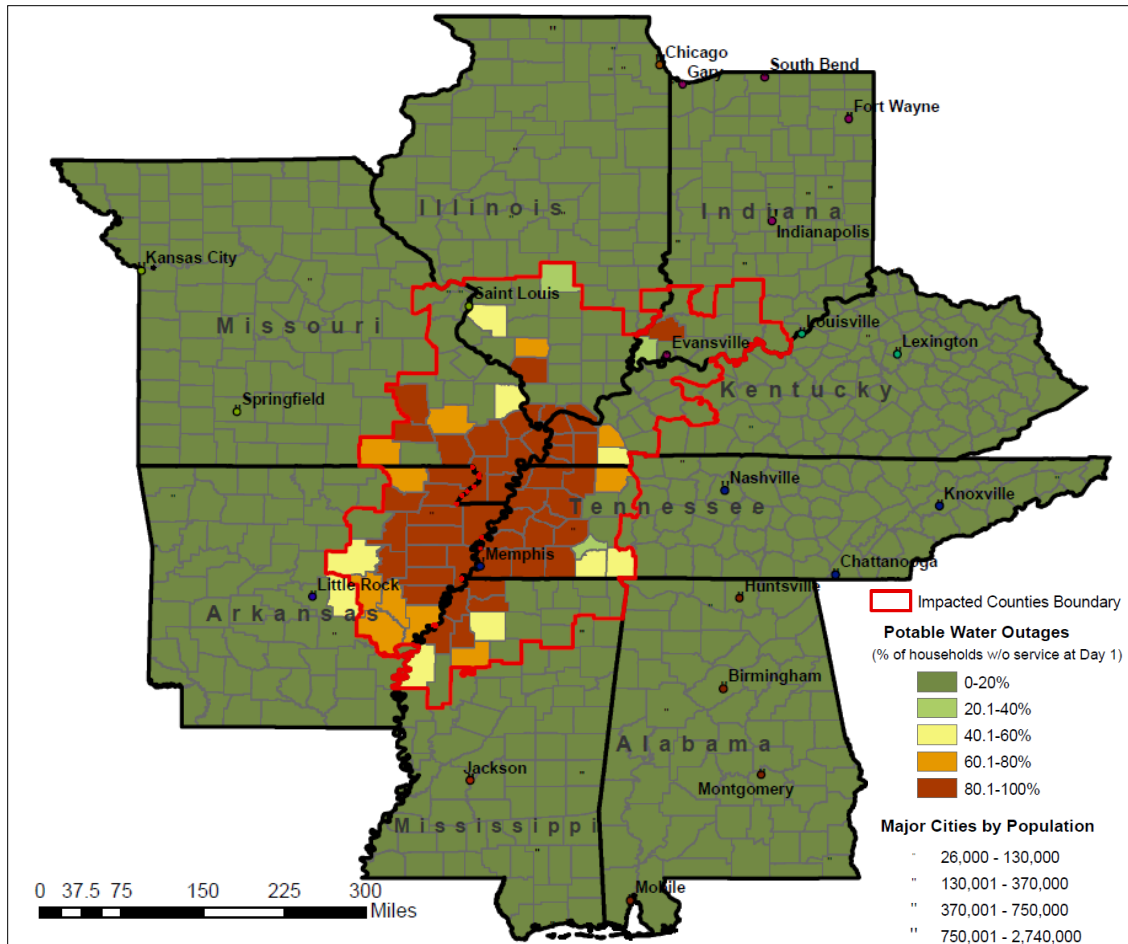 Chicago
Gary
South Bend
Fort Wayne
Illinois
Indiana
Indianapolis
Kansas City
Saint Louis
Missouri
Louisville
Evansville
Lexington
Kentucky
Springfield
Nashville
Knoxville
Tennessee
Memphis
Chattanooga
Little Rock
Huntsville
Arkansas
Birmingham
Alabama
Jackson
Montgomery
Mississippi
Mobile
Impacted Counties Boundary
Potable Water Outages
(% of households w/o service at Day 1)
0-20%
20.1-40%
40.1-60%
60.1-80%
80.1-100%
Major Cities by Population
26,000 - 130,000
130,001 - 370,000
370,001 - 750,000
750,001 - 2,740,000
0 37.5 75 150 225 300
Miles